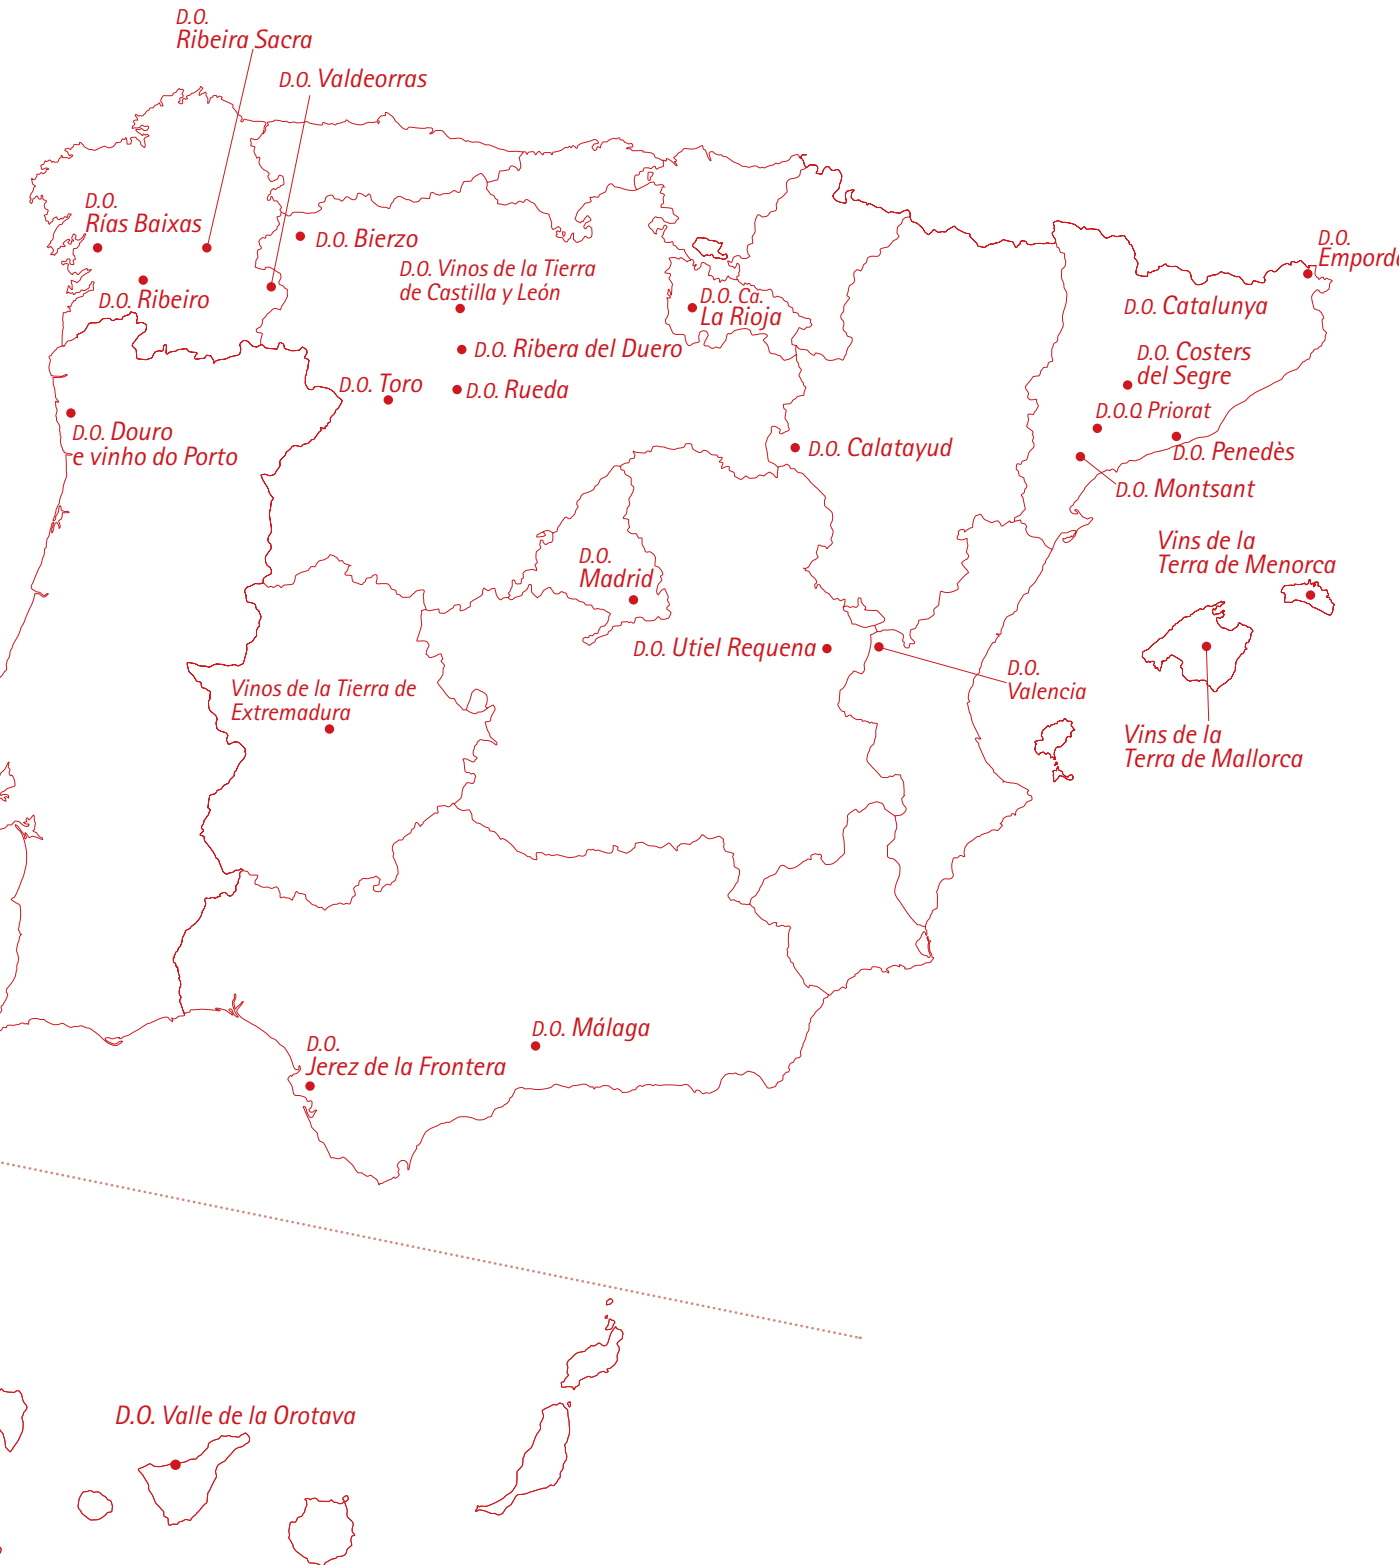 D.O.
Ribeira Sacra
D.O. Valdeorras
D.O.
Rías Baixas
D.O. Bierzo
D.O.
Empordà
D.O. Vinos de la Tierra
de Castilla y León
D.O. Ribeiro
D.O. Ca.
La Rioja
D.O. Catalunya
D.O. Ribera del Duero
D.O. Costers
del Segre
D.O. Toro
D.O. Rueda
D.O.Q Priorat
D.O. Douro
e vinho do Porto
D.O. Calatayud
D.O. Penedès
D.O. Montsant
Vins de la
Terra de Menorca
D.O.
Madrid
D.O. Utiel Requena
D.O.
Valencia
Vinos de la Tierra de
Extremadura
Vins de la
Terra de Mallorca
D.O. Málaga
D.O.
Jerez de la Frontera
D.O. Valle de la Orotava